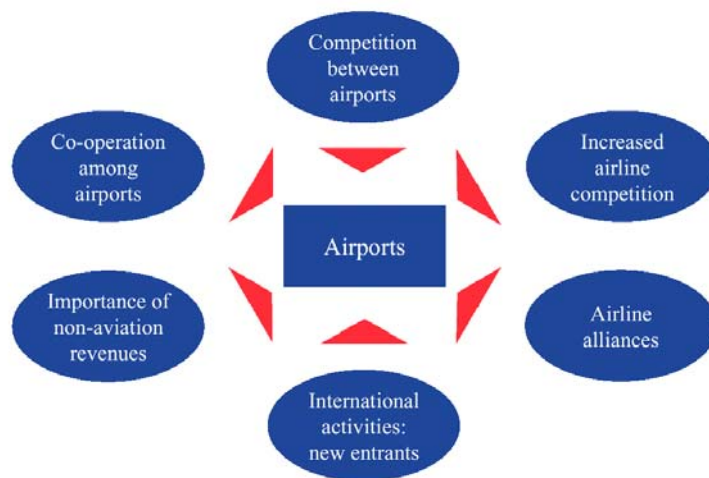 Competition
between
airports
Co-operation
among
airports
Increased
airline
competition
Airports
Importance of
non-aviation
revenues
Airline
alliances
International
activities:
new entrants